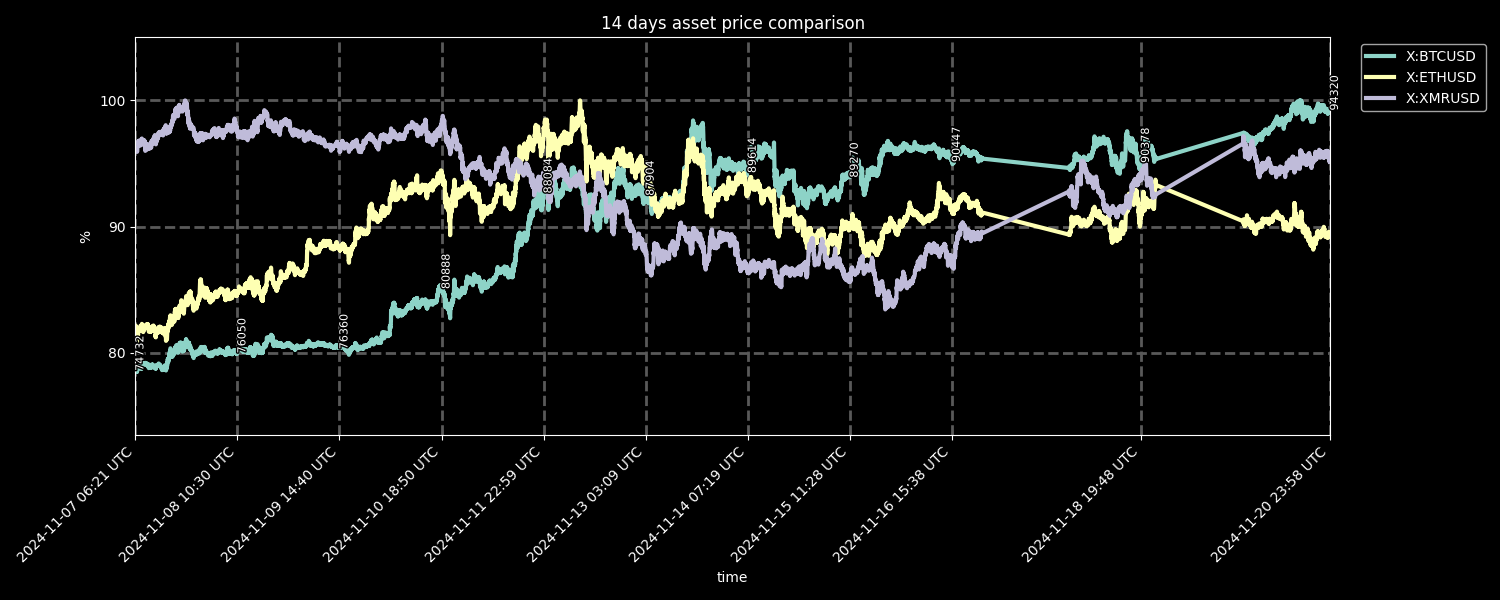 14 days asset price comparison
X:BTCUSD
X:ETHUSD
X:XMRUSD
100
90
80
%
74732
76050
76360
80888
88084
87904
89614
89270
90447
90378
94320
2024-11-07 06:21 UTC
2024-11-08 10:30 UTC
2024-11-09 14:40 UTC
2024-11-10 18:50 UTC
2024-11-11 22:59 UTC
2024-11-13 03:09 UTC
2024-11-14 07:19 UTC
2024-11-15 11:28 UTC
2024-11-16 15:38 UTC
2024-11-18 19:48 UTC
2024-11-20 23:58 UTC
time